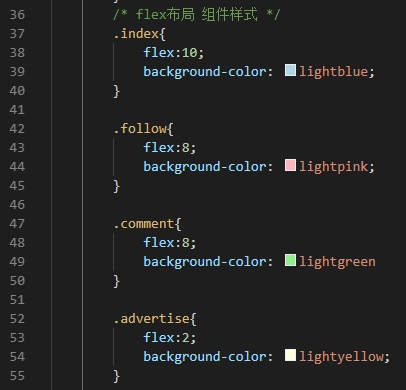 36 /* flex布局 组件样式 */
37 .index{
38 flex:10;
39 background-color: lightblue;
40 }
41
42 .follow{
43 flex:8;
44 background-color: lightpink;
45 }
46
47 .comment{
48 flex:8;
49 background-color: lightgreen
50 }
51
52 .advertise{
53 flex:2;
54 background-color: lightyellow;
55 }